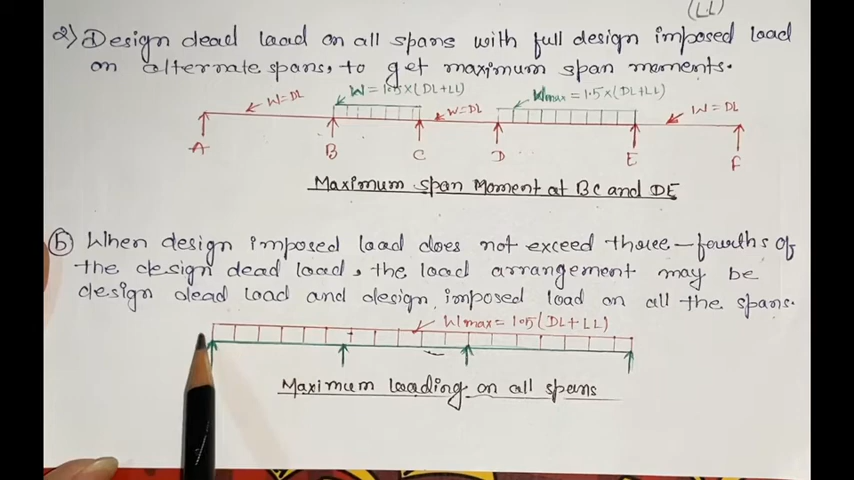 (LL)
2) ① Design dead load on all spans with full design imposed load
on alternate spans, to get maximum span moments.
W=DL
W = 1.5×(DL+LL)
W=DL
Wmax = 1.5×(DL+LL)
W=DL
A B C D E F
Maximum span Moment at BC and DE
ⓑ When design imposed load does not exceed three-fourths of
the design dead load, the load arrangement may be
design dead load and design imposed load on all the spans.
Wmax = 1.5(DL+LL)
Maximum loading on all spans